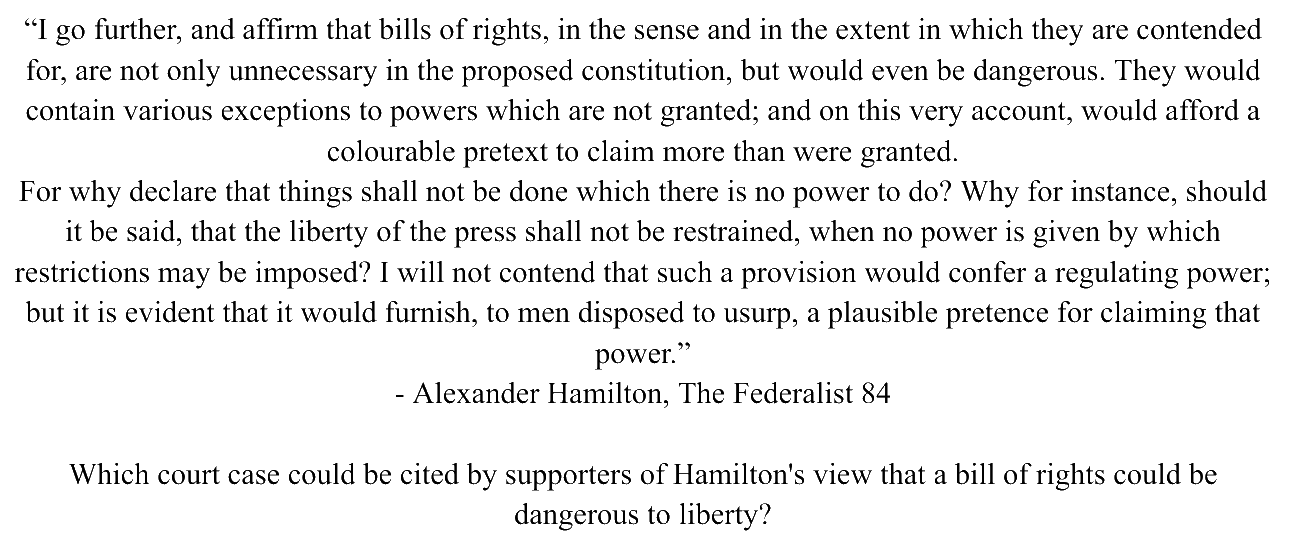 “I go further, and affirm that bills of rights, in the sense and in the extent in which they are contended
for, are not only unnecessary in the proposed constitution, but would even be dangerous. They would
contain various exceptions to powers which are not granted; and on this very account, would afford a
colourable pretext to claim more than were granted.
For why declare that things shall not be done which there is no power to do? Why for instance, should
it be said, that the liberty of the press shall not be restrained, when no power is given by which
restrictions may be imposed? I will not contend that such a provision would confer a regulating power;
but it is evident that it would furnish, to men disposed to usurp, a plausible pretence for claiming that
power.”
- Alexander Hamilton, The Federalist 84
Which court case could be cited by supporters of Hamilton's view that a bill of rights could be
dangerous to liberty?